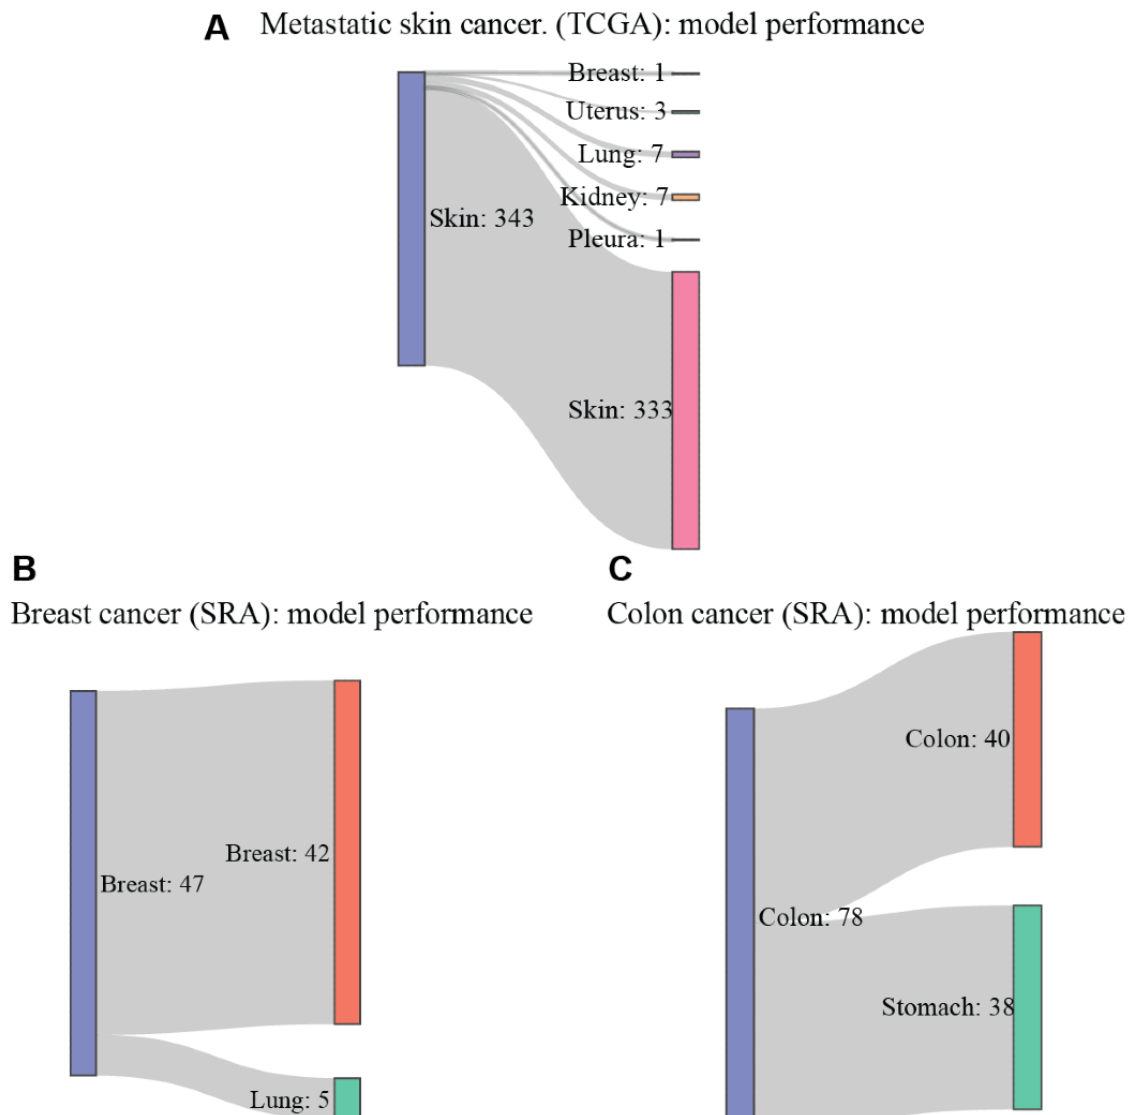 A Metastatic skin cancer. (TCGA): model performance
Breast: 1
Uterus: 3
Lung: 7
Kidney: 7
Skin: 343
Pleura: 1
Skin: 333
B
Breast cancer (SRA): model performance
Breast: 42
Breast: 47
Lung: 5
C
Colon cancer (SRA): model performance
Colon: 40
Colon: 78
Stomach: 38